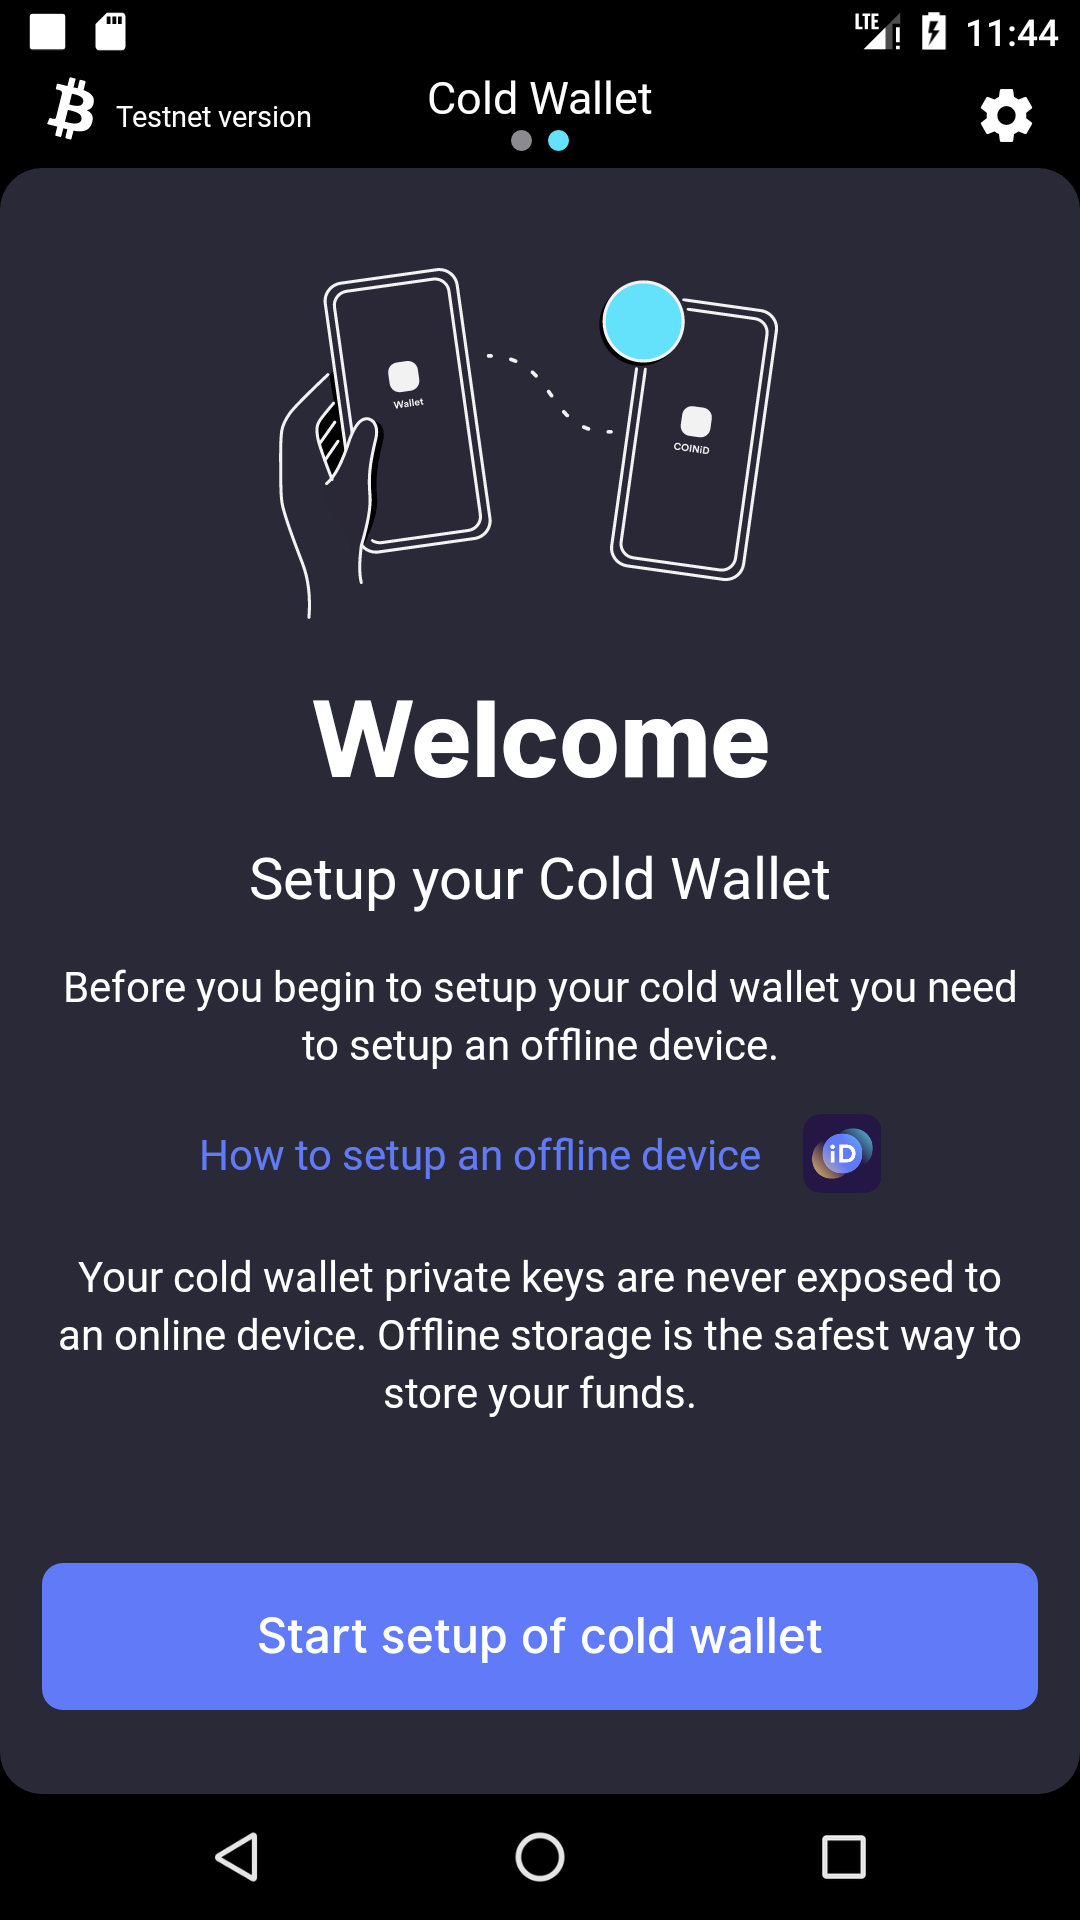 LTE 11:44
Testnet version
Cold Wallet
Wallet
COINiD
Welcome
Setup your Cold Wallet
Before you begin to setup your cold wallet you need
to setup an offline device.
How to setup an offline device
iD
Your cold wallet private keys are never exposed to
an online device. Offline storage is the safest way to
store your funds.
Start setup of cold wallet